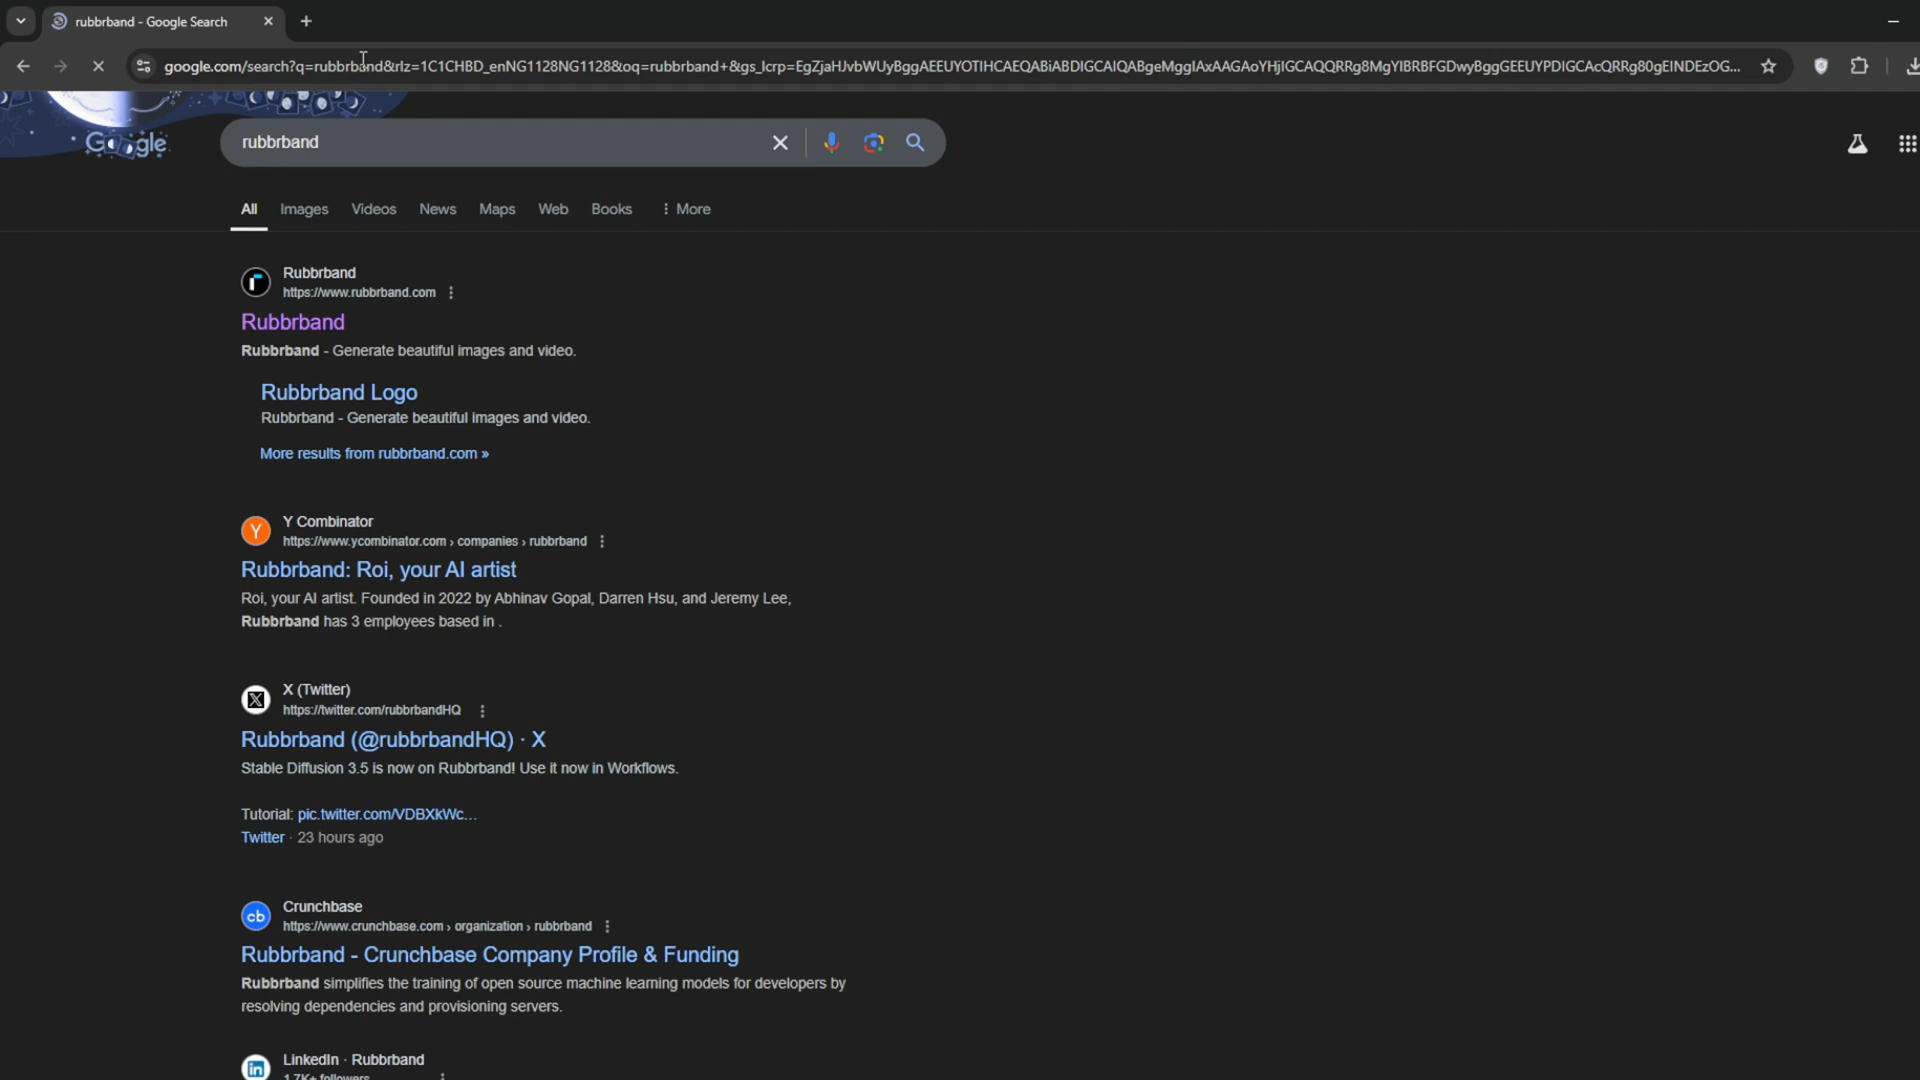 rubbrband - Google Search
google.com/search?q=rubbrband&rlz=1C1CHBD_enNG1128NG1128&oq=rubbrband+&gs_lcrp=EgZjaHJvbWUyBggAEEUYOTIHCAEQABiABDIGCAIQABgeMggIAxAAGAoYHjIGCAQQRRg8MgYIBRBFGDwyBggGEEUYPDIGCAcQRRg80gEINDEzOG...
Google
rubbrband
All Images Videos News Maps Web Books More
Rubbrband
https://www.rubbrband.com
Rubbrband
Rubbrband - Generate beautiful images and video.
Rubbrband Logo
Rubbrband - Generate beautiful images and video.
More results from rubbrband.com »
Y
Y Combinator
https://www.ycombinator.com › companies › rubbrband
Rubbrband: Roi, your AI artist
Roi, your AI artist. Founded in 2022 by Abhinav Gopal, Darren Hsu, and Jeremy Lee,
Rubbrband has 3 employees based in .
X (Twitter)
https://twitter.com/rubbrbandHQ
Rubbrband (@rubbrbandHQ) · X
Stable Diffusion 3.5 is now on Rubbrband! Use it now in Workflows.
Tutorial: pic.twitter.com/VDBXkWc...
Twitter · 23 hours ago
cb
Crunchbase
https://www.crunchbase.com › organization › rubbrband
Rubbrband - Crunchbase Company Profile & Funding
Rubbrband simplifies the training of open source machine learning models for developers by
resolving dependencies and provisioning servers.
in
LinkedIn · Rubbrband
1.7K+ followers